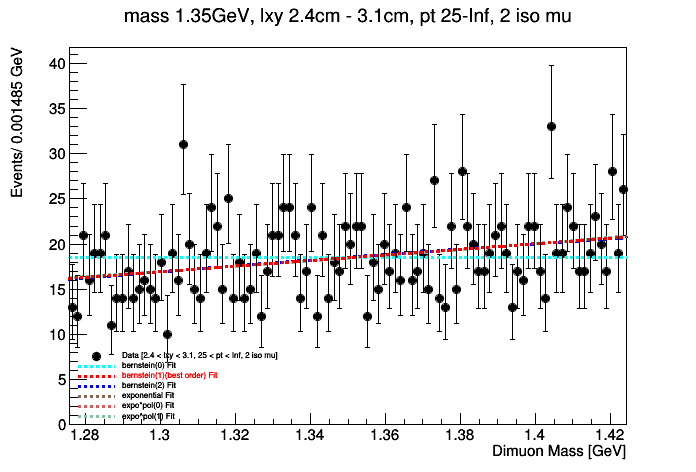 mass 1.35GeV, lxy 2.4cm - 3.1cm, pt 25-Inf, 2 iso mu
Events/ 0.001485 GeV
40
35
30
25
20
15
10
5
0
Data [2.4 < lxy < 3.1, 25 < pt < Inf, 2 iso mu]
bernstein(0) Fit
bernstein(1)(best order) Fit
bernstein(2) Fit
exponential Fit
expo*pol(0) Fit
expo*pol(1) Fit
1.28 1.3 1.32 1.34 1.36 1.38 1.4 1.42
Dimuon Mass [GeV]